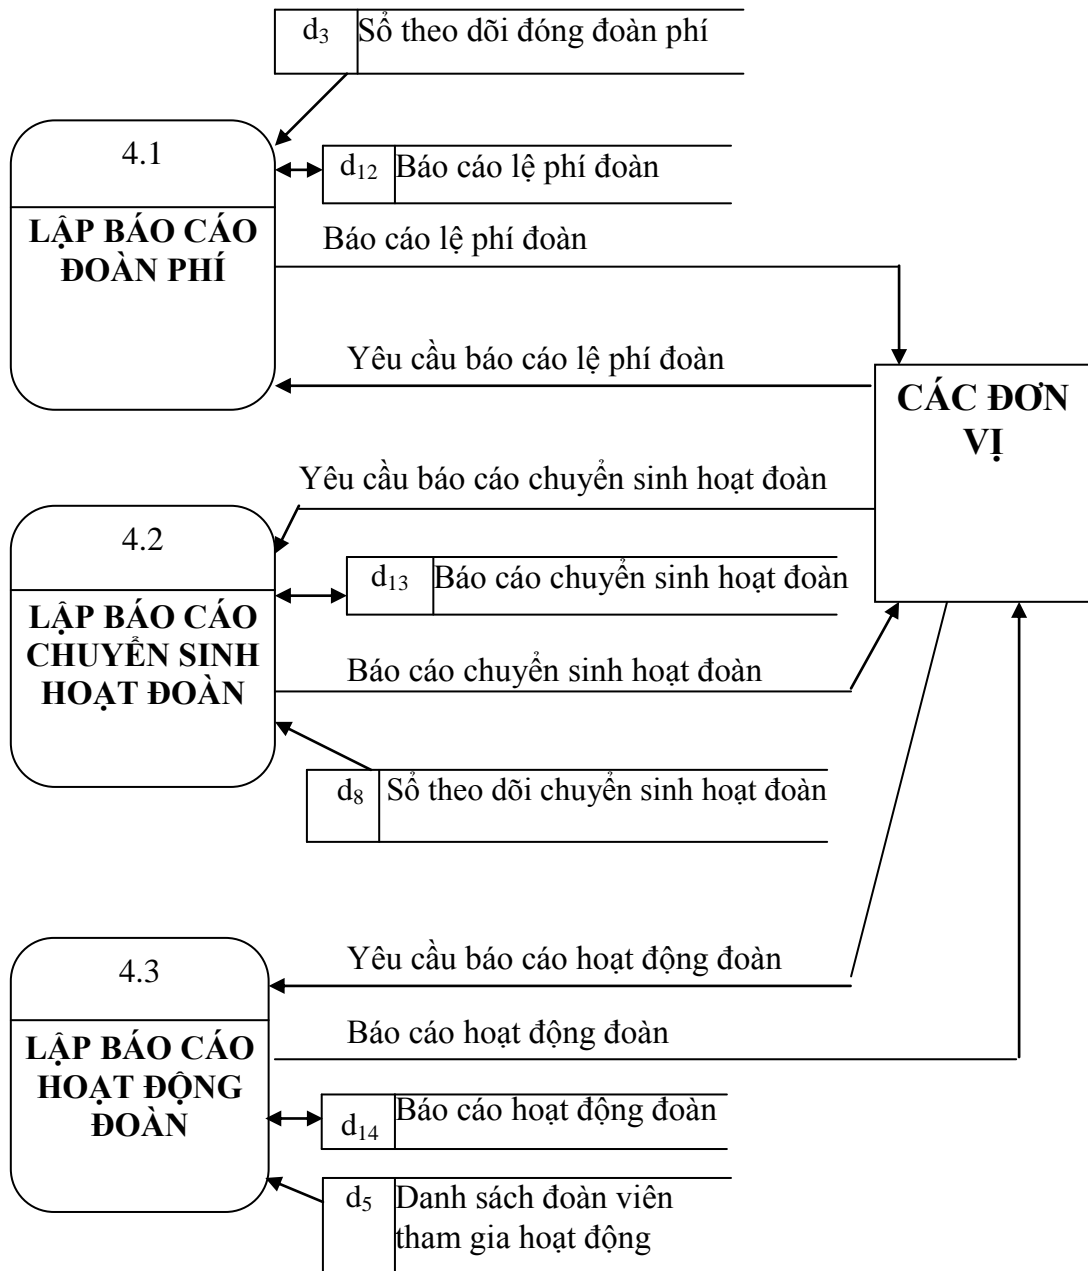 d3 Sổ theo dõi đóng đoàn phí
4.1
LẬP BÁO CÁO
ĐOÀN PHÍ
d12 Báo cáo lệ phí đoàn
Báo cáo lệ phí đoàn
Yêu cầu báo cáo lệ phí đoàn
CÁC ĐƠN
VỊ
Yêu cầu báo cáo chuyển sinh hoạt đoàn
4.2
LẬP BÁO CÁO
CHUYỂN SINH
HOẠT ĐOÀN
d13 Báo cáo chuyển sinh hoạt đoàn
Báo cáo chuyển sinh hoạt đoàn
d8 Sổ theo dõi chuyển sinh hoạt đoàn
4.3
LẬP BÁO CÁO
HOẠT ĐỘNG
ĐOÀN
Yêu cầu báo cáo hoạt động đoàn
Báo cáo hoạt động đoàn
d14 Báo cáo hoạt động đoàn
d5 Danh sách đoàn viên
tham gia hoạt động